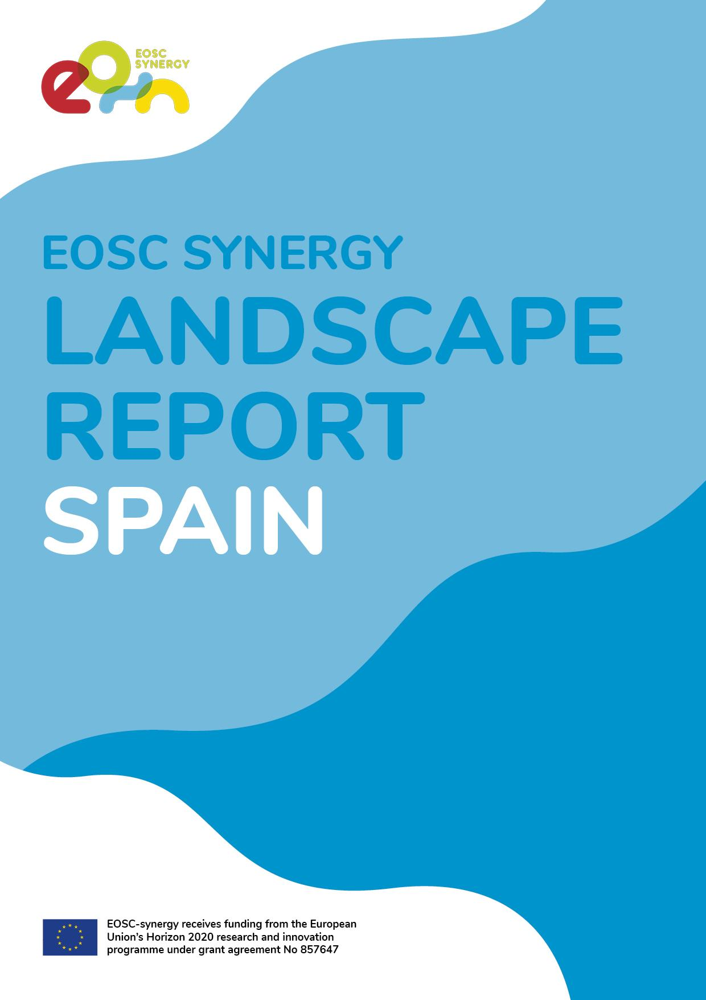 EOSC
SYNERGY
EOSC SYNERGY
LANDSCAPE
REPORT
SPAIN
EOSC-synergy receives funding from the European
Union's Horizon 2020 research and innovation
programme under grant agreement No 857647